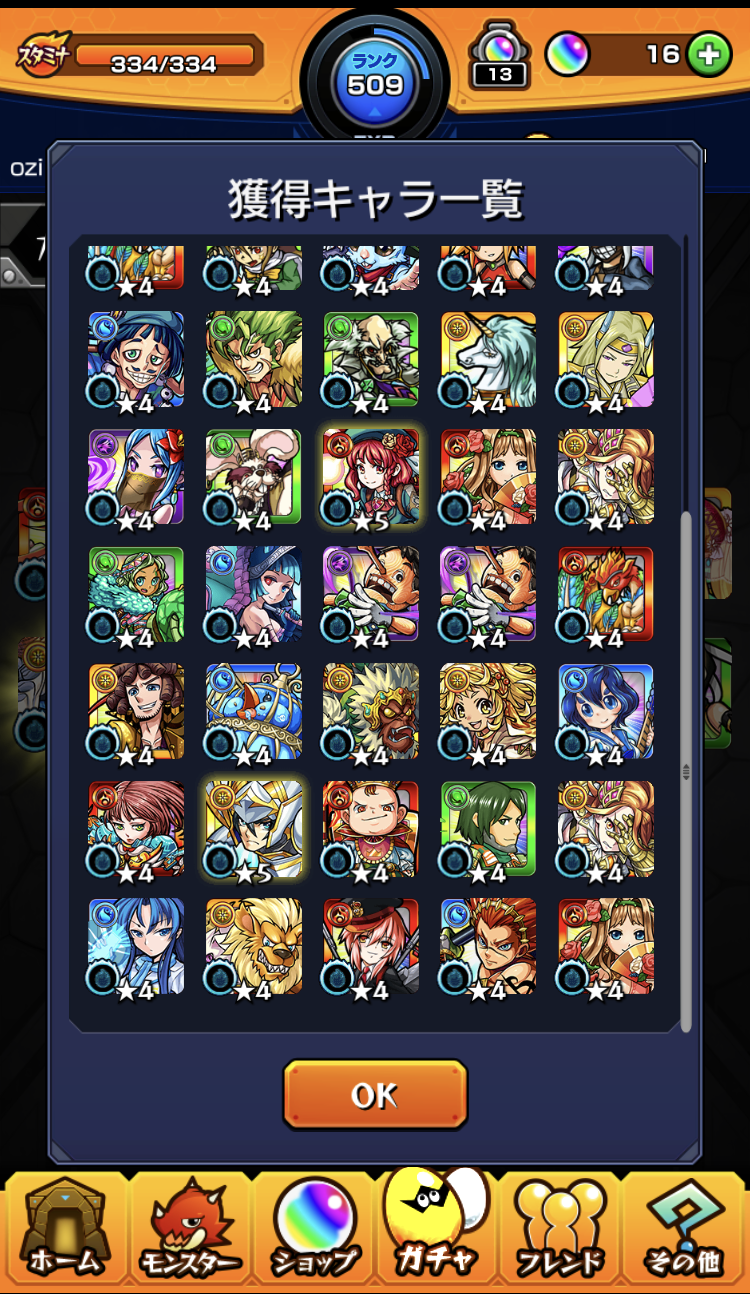 スタミナ
334/334
ランク
509
13
16
ozi
獲得キャラ一覧
★4 ★4 ★4 ★4 ★4
★4 ★4 ★4 ★4 ★4
★4 ★4 ★5 ★4 ★4
★4 ★4 ★4 ★4 ★4
★4 ★4 ★4 ★4 ★4
★4 ★5 ★4 ★4 ★4
★4 ★4 ★4 ★4 ★4
OK
ホーム
モンスター
ショップ
ガチャ
フレンド
その他